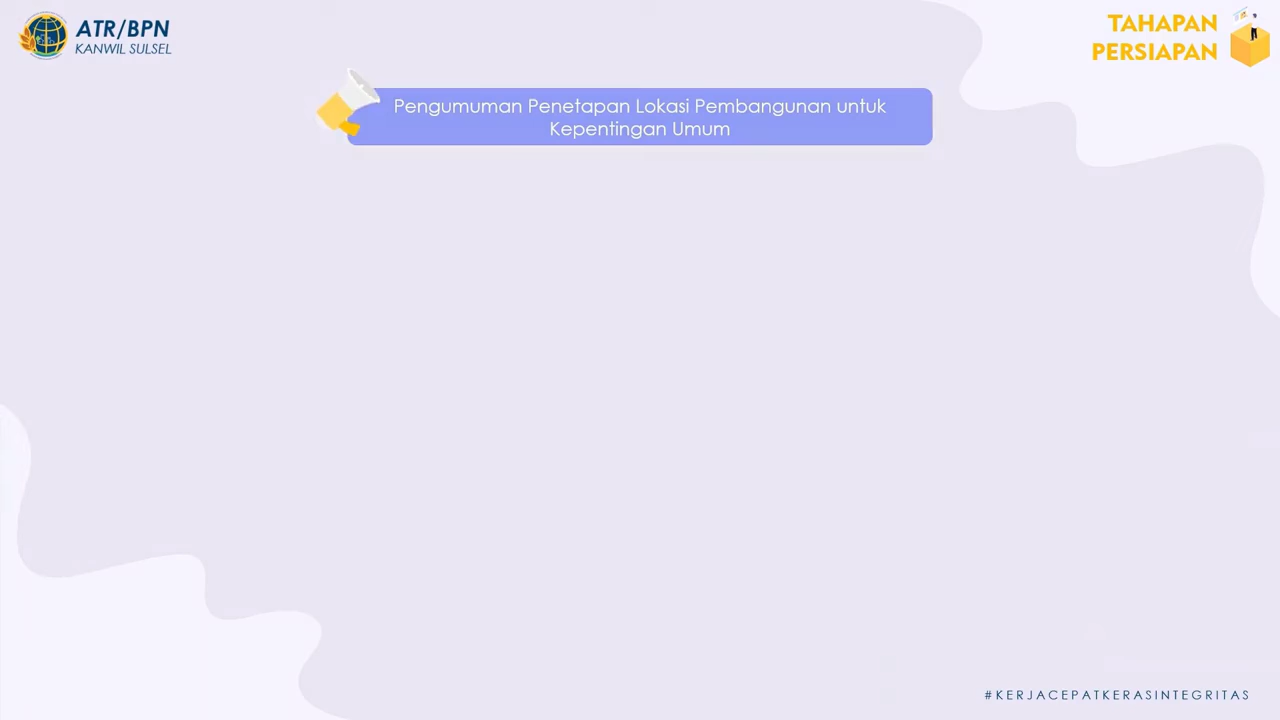 ATR/BPN
KANWIL SULSEL
TAHAPAN
PERSIAPAN
Pengumuman Penetapan Lokasi Pembangunan untuk
Kepentingan Umum
#KERJACEPATKERASINTEGRITAS